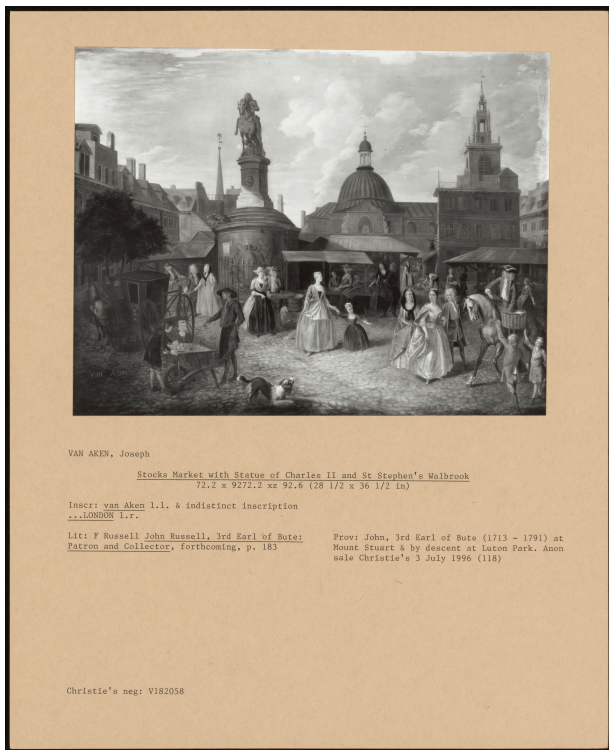 VAN AKEN, Joseph
Stocks Market with Statue of Charles II and St Stephen's Walbrook
72.2 x 9272.2 xz 92.6 (28 1/2 x 36 1/2 in)
Inscr: van Aken l.l. & indistinct inscription
...LONDON l.r.
Lit: F Russell John Russell, 3rd Earl of Bute:
Patron and Collector, forthcoming, p. 183
Prov: John, 3rd Earl of Bute (1713 - 1791) at
Mount Stuart & by descent at Luton Park. Anon
sale Christie's 3 July 1996 (118)
Christie's neg: V182058